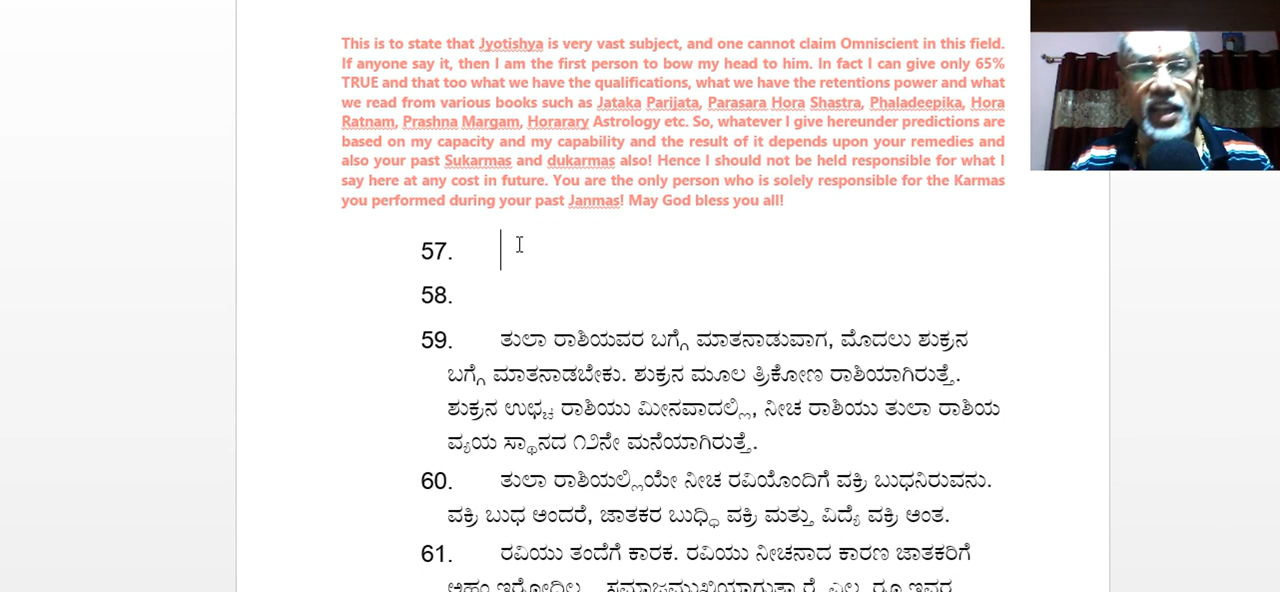 This is to state that Jyotishya is very vast subject, and one cannot claim Omniscient in this field.
If anyone say it, then I am the first person to bow my head to him. In fact I can give only 65%
TRUE and that too what we have the qualifications, what we have the retentions power and what
we read from various books such as Jataka Parijata, Parasara Hora Shastra, Phaladeepika, Hora
Ratnam, Prashna Margam, Horarary Astrology etc. So, whatever I give hereunder predictions are
based on my capacity and my capability and the result of it depends upon your remedies and
also your past Sukarmas and dukarmas also! Hence I should not be held responsible for what I
say here at any cost in future. You are the only person who is solely responsible for the Karmas
you performed during your past Janmas! May God bless you all!
57.
58.
59. ತುಲಾ ರಾಶಿಯವರ ಬಗ್ಗೆ ಮಾತನಾಡುವಾಗ, ಮೊದಲು ಶುಕ್ರನ
ಬಗ್ಗೆ ಮಾತನಾಡಬೇಕು. ಶುಕ್ರನ ಮೂಲ ತ್ರಿಕೋಣ ರಾಶಿಯಾಗಿರುತ್ತೆ.
ಶುಕ್ರನ ಉಛ್ಚ ರಾಶಿಯು ಮೀನವಾದಲ್ಲಿ, ನೀಚ ರಾಶಿಯು ತುಲಾ ರಾಶಿಯ
ವ್ಯಯ ಸ್ಥಾನದ ೧೨ನೇ ಮನೆಯಾಗಿರುತ್ತೆ.
60. ತುಲಾ ರಾಶಿಯಲ್ಲಿಯೇ ನೀಚ ರವಿಯೊಂದಿಗೆ ವಕ್ರಿ ಬುಧನಿರುವನು.
ವಕ್ರಿ ಬುಧ ಅಂದರೆ, ಜಾತಕರ ಬುಧ್ಧಿ ವಕ್ರಿ ಮತ್ತು ವಿದ್ಯೆ ವಕ್ರಿ ಅಂತ.
61. ರವಿಯು ತಂದೆಗೆ ಕಾರಕ. ರವಿಯು ನೀಚನಾದ ಕಾರಣ ಜಾತಕರಿಗೆ